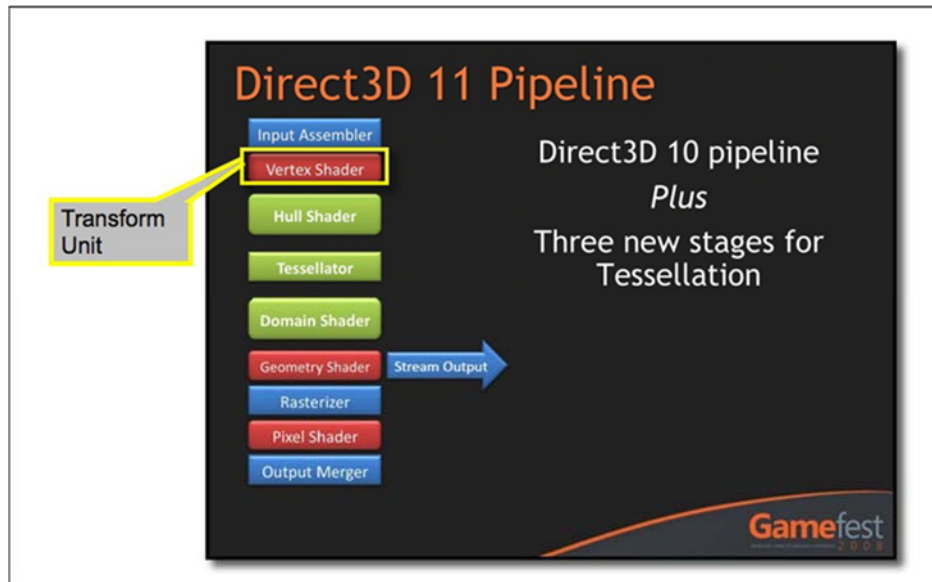 Direct3D 11 Pipeline
Input Assembler
Vertex Shader
Transform
Unit
Hull Shader
Tessellator
Domain Shader
Geometry Shader
Stream Output
Rasterizer
Pixel Shader
Output Merger
Direct3D 10 pipeline
Plus
Three new stages for
Tessellation
Gamefest
2008